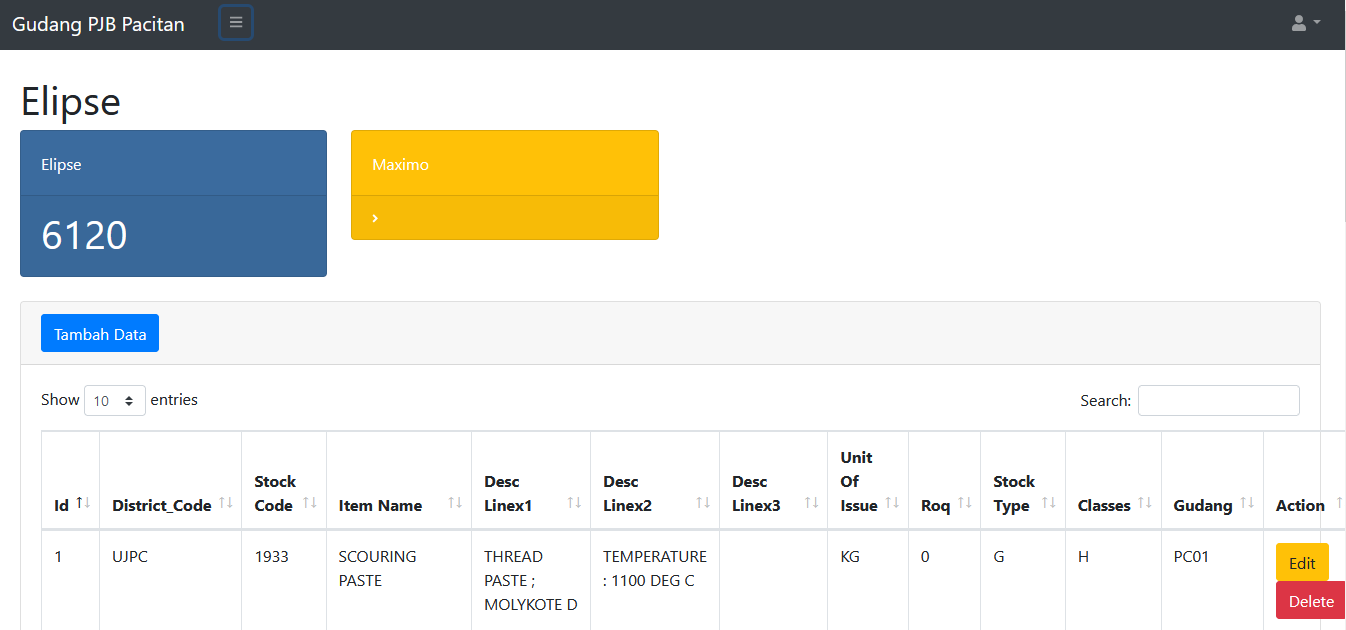 Gudang PJB Pacitan
Elipse
Elipse
6120
Maximo
Tambah Data
Show 10 entries
Search:
Id District_Code Stock Code Item Name Desc Linex1 Desc Linex2 Desc Linex3 Unit Of Issue Roq Stock Type Classes Gudang Action
1 UJPC 1933 SCOURING PASTE THREAD PASTE ; MOLYKOTE D TEMPERATURE : 1100 DEG C KG 0 G H PC01 Edit
Delete